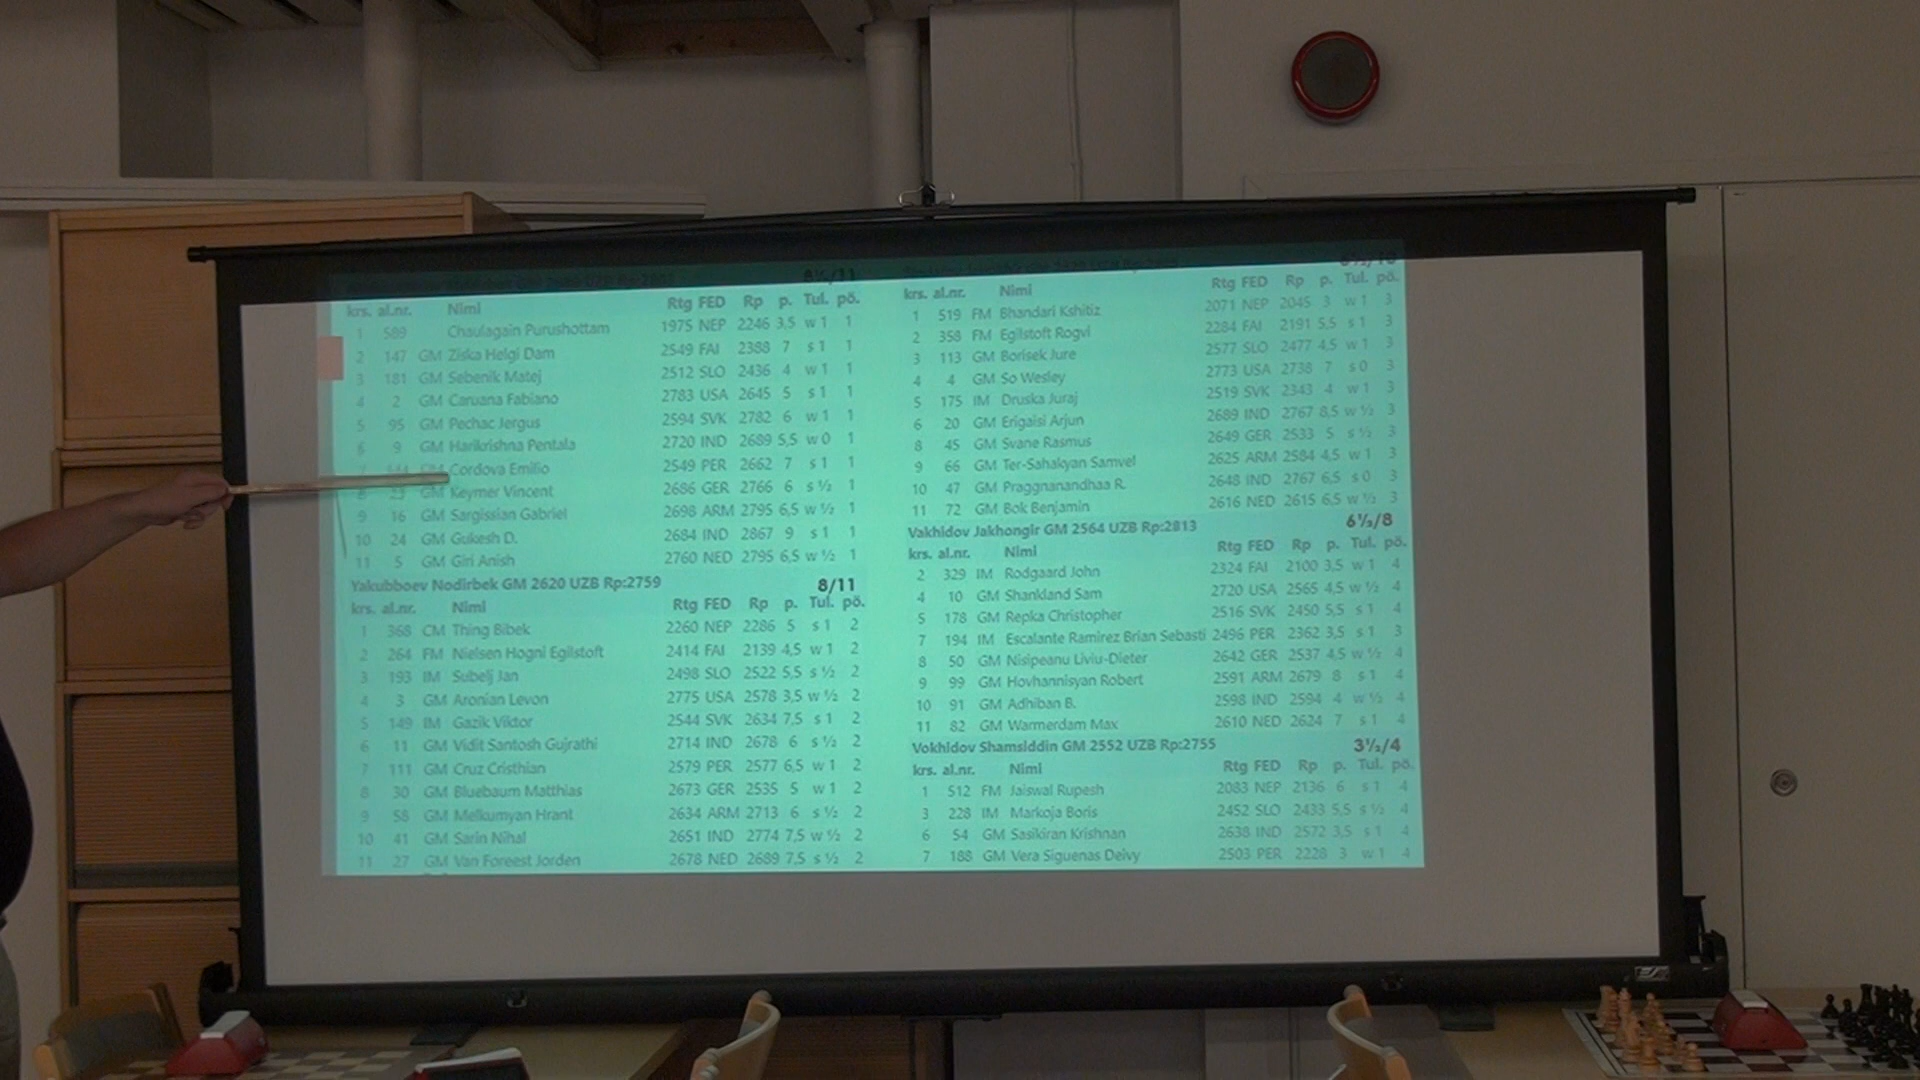 8½/11
krs. al.nr. Nimi Rtg FED Rp p. Tul. pö.
1 589 Chaulagain Purushottam 1975 NEP 2246 3,5 w 1 1
2 147 GM Ziska Helgi Dam 2549 FAI 2388 7 s 1 1
3 181 GM Sebenik Matej 2512 SLO 2436 4 w 1 1
4 2 GM Caruana Fabiano 2783 USA 2645 5 s 1 1
5 95 GM Pechac Jergus 2594 SVK 2782 6 w 1 1
6 9 GM Harikrishna Pentala 2720 IND 2689 5,5 w 0 1
Cordova Emilio 2549 PER 2662 7 s 1 1
8 23 GM Keymer Vincent 2686 GER 2766 6 s ½ 1
9 16 GM Sargissian Gabriel 2698 ARM 2795 6,5 w ½ 1
10 24 GM Gukesh D. 2684 IND 2867 9 s 1 1
11 5 GM Giri Anish 2760 NED 2795 6,5 w ½ 1
Yakubboev Nodirbek GM 2620 UZB Rp:2759 8/11
krs. al.nr. Nimi Rtg FED Rp p. Tul. pö.
1 368 CM Thing Bibek 2260 NEP 2286 5 s 1 2
2 264 FM Nielsen Hogni Egilstoft 2414 FAI 2139 4,5 w 1 2
3 193 IM Subelj Jan 2498 SLO 2522 5,5 s ½ 2
4 3 GM Aronian Levon 2775 USA 2578 3,5 w ½ 2
5 149 IM Gazik Viktor 2544 SVK 2634 7,5 s 1 2
6 11 GM Vidit Santosh Gujrathi 2714 IND 2678 6 s ½ 2
7 111 GM Cruz Cristhian 2579 PER 2577 6,5 w 1 2
8 30 GM Bluebaum Matthias 2673 GER 2535 5 w 1 2
9 58 GM Melkumyan Hrant 2634 ARM 2713 6 s ½ 2
10 41 GM Sarin Nihal 2651 IND 2774 7,5 w ½ 2
11 27 GM Van Foreest Jorden 2678 NED 2689 7,5 s ½ 2
krs. al.nr. Nimi Rtg FED Rp p. Tul. pö.
1 519 FM Bhandari Kshitiz 2071 NEP 2045 3 w 1 3
2 358 FM Egilstoft Rogvi 2284 FAI 2191 5,5 s 1 3
3 113 GM Borisek Jure 2577 SLO 2477 4,5 w 1 3
4 4 GM So Wesley 2773 USA 2738 7 s 0 3
5 175 IM Druska Juraj 2519 SVK 2343 4 w 1 3
6 20 GM Erigaisi Arjun 2689 IND 2767 8,5 w ½ 3
8 45 GM Svane Rasmus 2649 GER 2533 5 s ½ 3
9 66 GM Ter-Sahakyan Samvel 2625 ARM 2584 4,5 w 1 3
10 47 GM Praggnanandhaa R. 2648 IND 2767 6,5 s 0 3
11 72 GM Bok Benjamin 2616 NED 2615 6,5 w ½ 3
Vakhidov Jakhongir GM 2564 UZB Rp:2813 6½/8
krs. al.nr. Nimi Rtg FED Rp p. Tul. pö.
2 329 IM Rodgaard John 2324 FAI 2100 3,5 w 1 4
4 10 GM Shankland Sam 2720 USA 2565 4,5 w ½ 4
5 178 GM Repka Christopher 2516 SVK 2450 5,5 s 1 4
7 194 IM Escalante Ramirez Brian Sebasti 2496 PER 2362 3,5 s 1 3
8 50 GM Nisipeanu Liviu-Dieter 2642 GER 2537 4,5 w ½ 4
9 99 GM Hovhannisyan Robert 2591 ARM 2679 8 s 1 4
10 91 GM Adhiban B. 2598 IND 2594 4 w ½ 4
11 82 GM Warmerdam Max 2610 NED 2624 7 s 1 4
Vokhidov Shamsiddin GM 2552 UZB Rp:2755 3½/4
krs. al.nr. Nimi Rtg FED Rp p. Tul. pö.
1 512 FM Jaiswal Rupesh 2083 NEP 2136 6 s 1 4
3 228 IM Markoja Boris 2452 SLO 2433 5,5 s ½ 4
6 54 GM Sasikiran Krishnan 2638 IND 2572 3,5 s 1 4
7 188 GM Vera Siguenas Deivy 2503 PER 2228 3 w 1 4